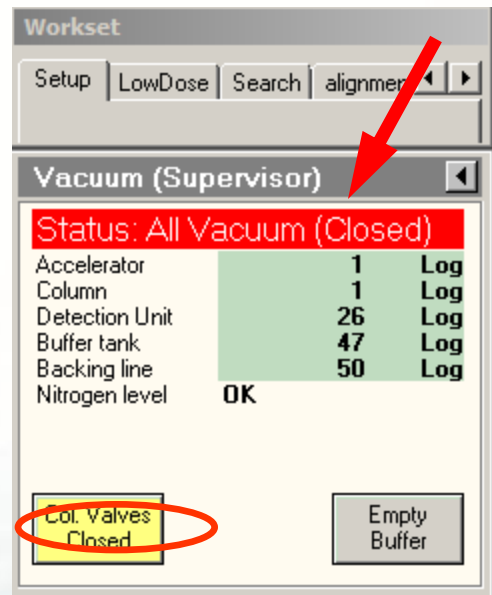 Workset
Setup LowDose Search alignmen
Vacuum (Supervisor)
Status: All Vacuum (Closed)
Accelerator 1 Log
Column 1 Log
Detection Unit 26 Log
Buffer tank 47 Log
Backing line 50 Log
Nitrogen level OK
Col. Valves
Closed
Empty
Buffer